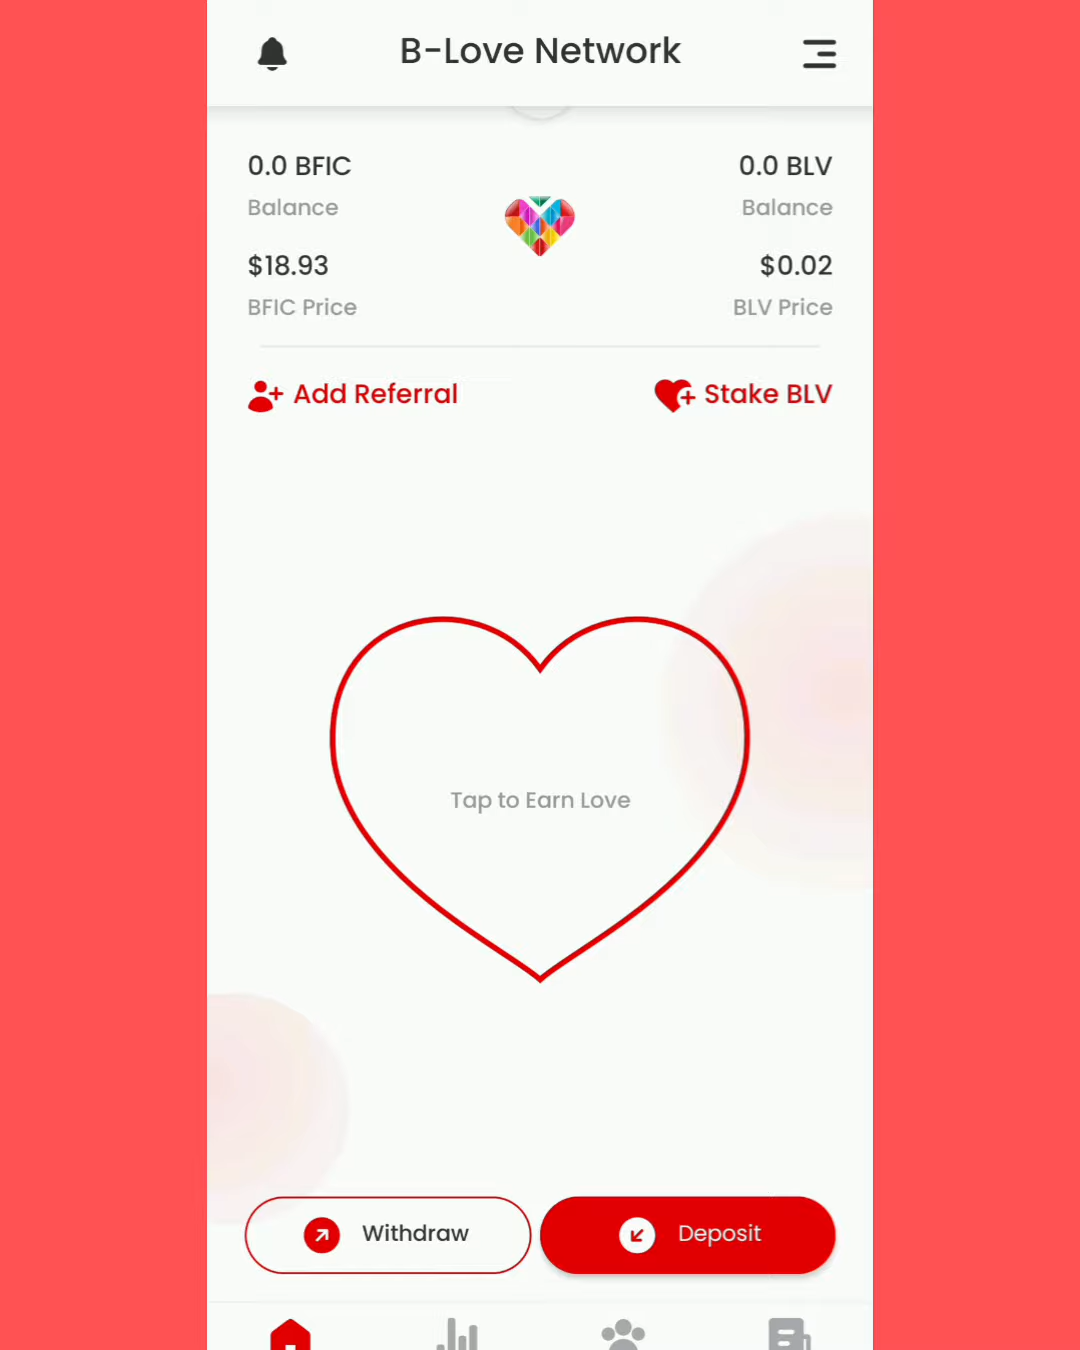 B-Love Network
0.0 BFIC
0.0 BLV
Balance
Balance
$18.93
$0.02
BFIC Price
BLV Price
Add Referral
Stake BLV
Tap to Earn Love
Withdraw
Deposit